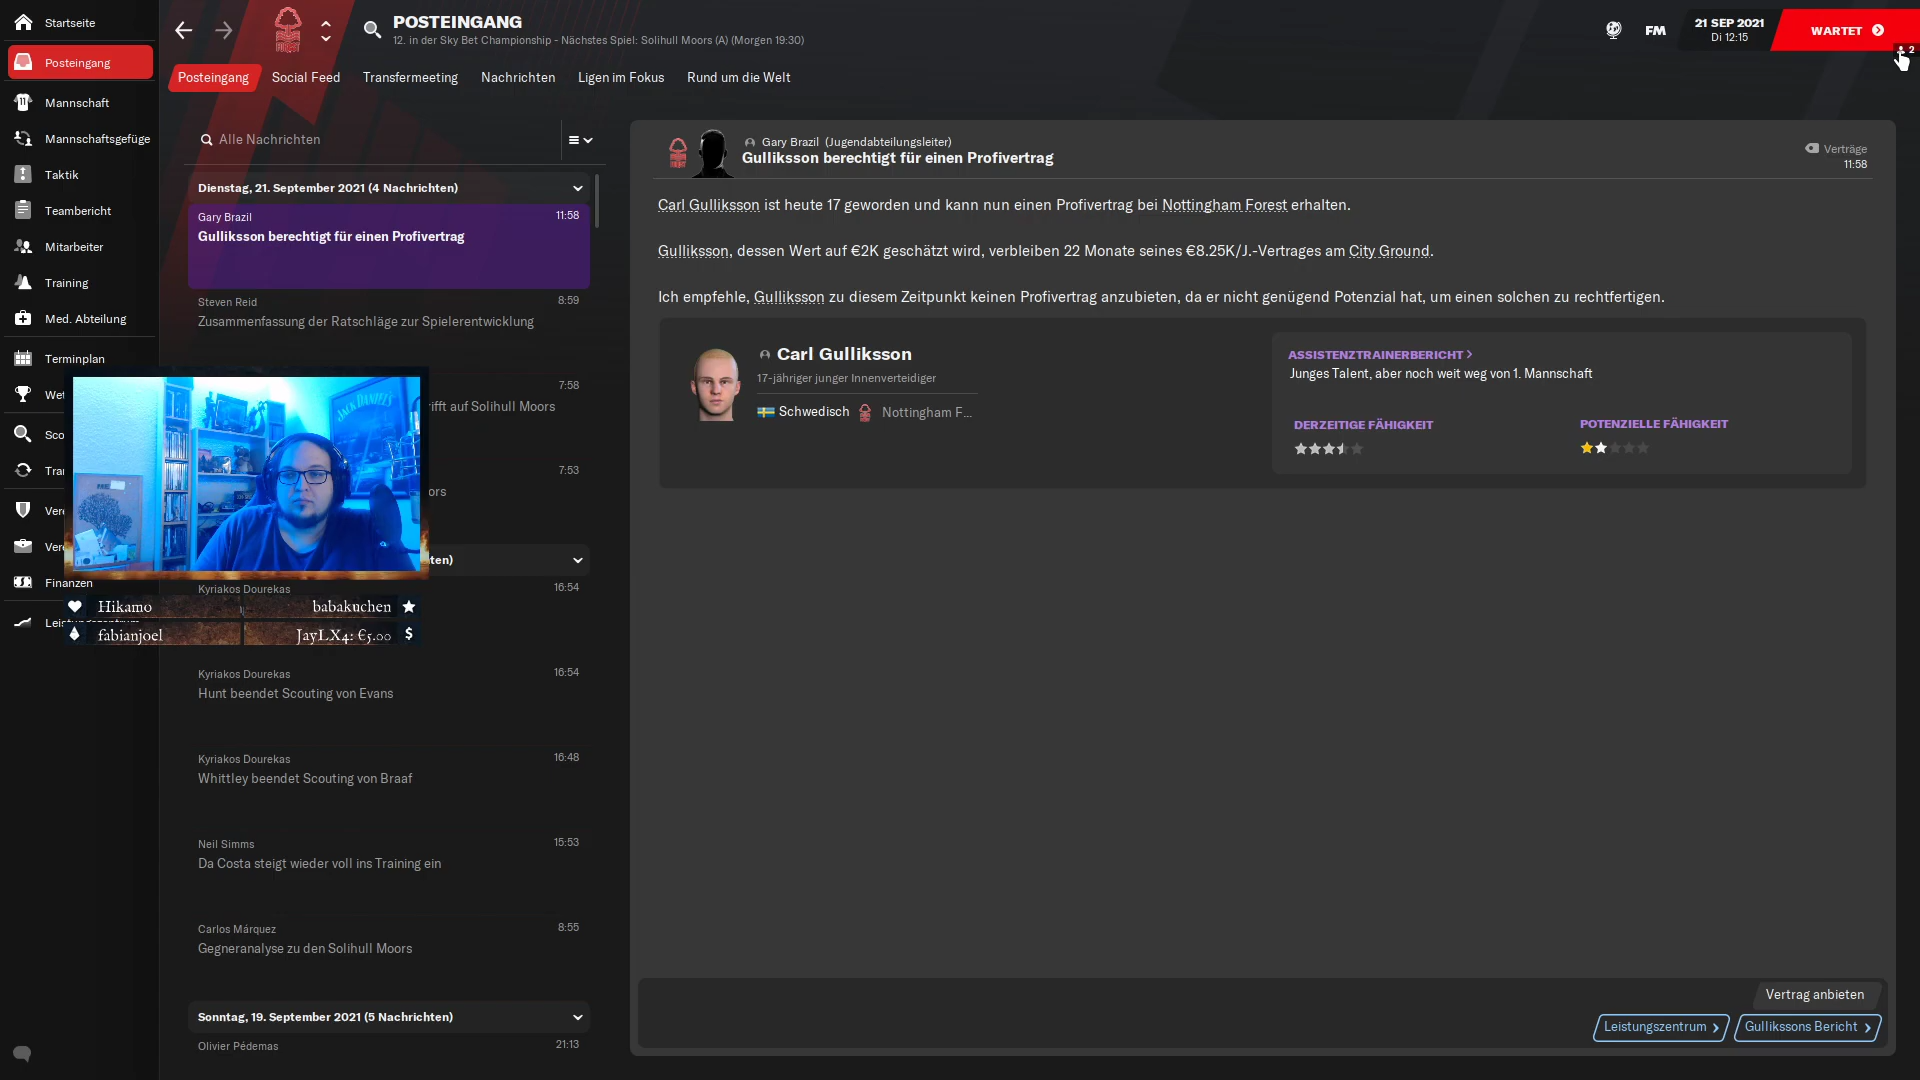 Startseite
Posteingang
Mannschaft
Mannschaftsgefüge
Taktik
Teambericht
Mitarbeiter
Training
Med. Abteilung
Terminplan
Finanzen
POSTEINGANG
12. in der Sky Bet Championship - Nächstes Spiel: Solihull Moors (A) (Morgen 19:30)
FM
21 SEP 2021
Di 12:15
WARTET
2
Posteingang
Social Feed
Transfermeeting
Nachrichten
Ligen im Fokus
Rund um die Welt
Alle Nachrichten
Dienstag, 21. September 2021 (4 Nachrichten)
Gary Brazil 11:58
Gulliksson berechtigt für einen Profivertrag
Steven Reid 8:59
Zusammenfassung der Ratschläge zur Spielerentwicklung
7:58
rifft auf Solihull Moors
7:53
ors
ten)
Kyriakos Dourekas 16:54
JACK DANIEL'S
Hikamo
babakuchen
fabianjoel
JayLX4: €5.00
Kyriakos Dourekas 16:54
Hunt beendet Scouting von Evans
Kyriakos Dourekas 16:48
Whittley beendet Scouting von Braaf
Neil Simms 15:53
Da Costa steigt wieder voll ins Training ein
Carlos Márquez 8:55
Gegneranalyse zu den Solihull Moors
Sonntag, 19. September 2021 (5 Nachrichten)
Olivier Pédemas 21:13
Gary Brazil (Jugendabteilungsleiter)
Gulliksson berechtigt für einen Profivertrag
Verträge
11:58
Carl Gulliksson ist heute 17 geworden und kann nun einen Profivertrag bei Nottingham Forest erhalten.
Gulliksson, dessen Wert auf €2K geschätzt wird, verbleiben 22 Monate seines €8.25K/J.-Vertrages am City Ground.
Ich empfehle, Gulliksson zu diesem Zeitpunkt keinen Profivertrag anzubieten, da er nicht genügend Potenzial hat, um einen solchen zu rechtfertigen.
Carl Gulliksson
17-jähriger junger Innenverteidiger
Schwedisch
Nottingham F...
ASSISTENZTRAINERBERICHT
Junges Talent, aber noch weit weg von 1. Mannschaft
DERZEITIGE FÄHIGKEIT
POTENZIELLE FÄHIGKEIT
Vertrag anbieten
Leistungszentrum
Gullikssons Bericht